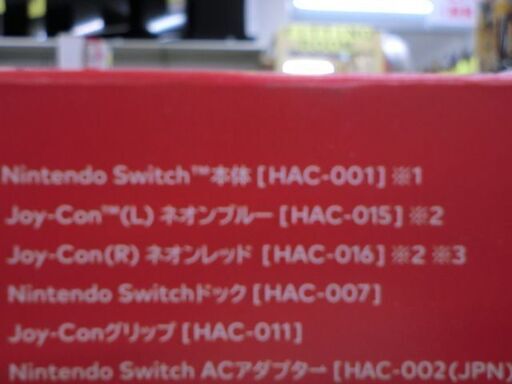 Nintendo Switch™本体 [HAC-001] ※1
Joy-Con™(L) ネオンブルー [HAC-015] ※2
Joy-Con(R) ネオンレッド [HAC-016] ※2 ※3
Nintendo Switchドック [HAC-007]
Joy-Conグリップ [HAC-011]
Nintendo Switch ACアダプター [HAC-002(JPN)